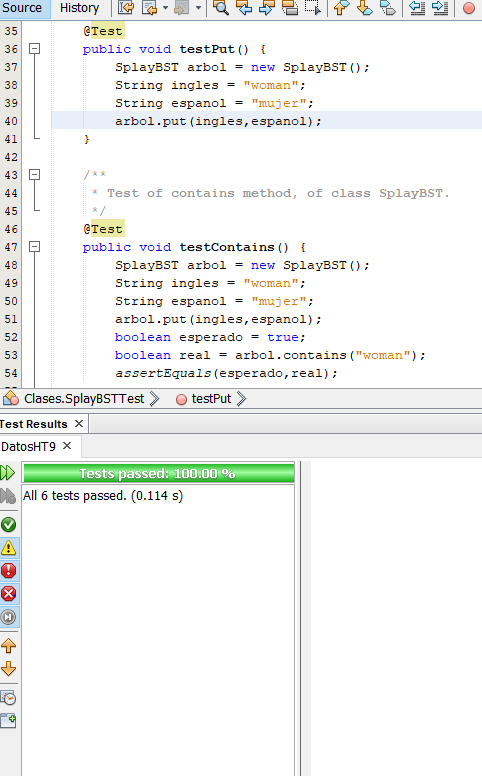 Source History
35 @Test
36 public void testPut() {
37 SplayBST arbol = new SplayBST();
38 String ingles = "woman";
39 String espanol = "mujer";
40 arbol.put(ingles,espanol);
41 }
42
43 /**
44 * Test of contains method, of class SplayBST.
45 */
46 @Test
47 public void testContains() {
48 SplayBST arbol = new SplayBST();
49 String ingles = "woman";
50 String espanol = "mujer";
51 arbol.put(ingles,espanol);
52 boolean esperado = true;
53 boolean real = arbol.contains("woman");
54 assertEquals(esperado,real);
Clases.SplayBSTTest testPut
Test Results
DatosHT9
Tests passed: 100.00 %
All 6 tests passed. (0.114 s)